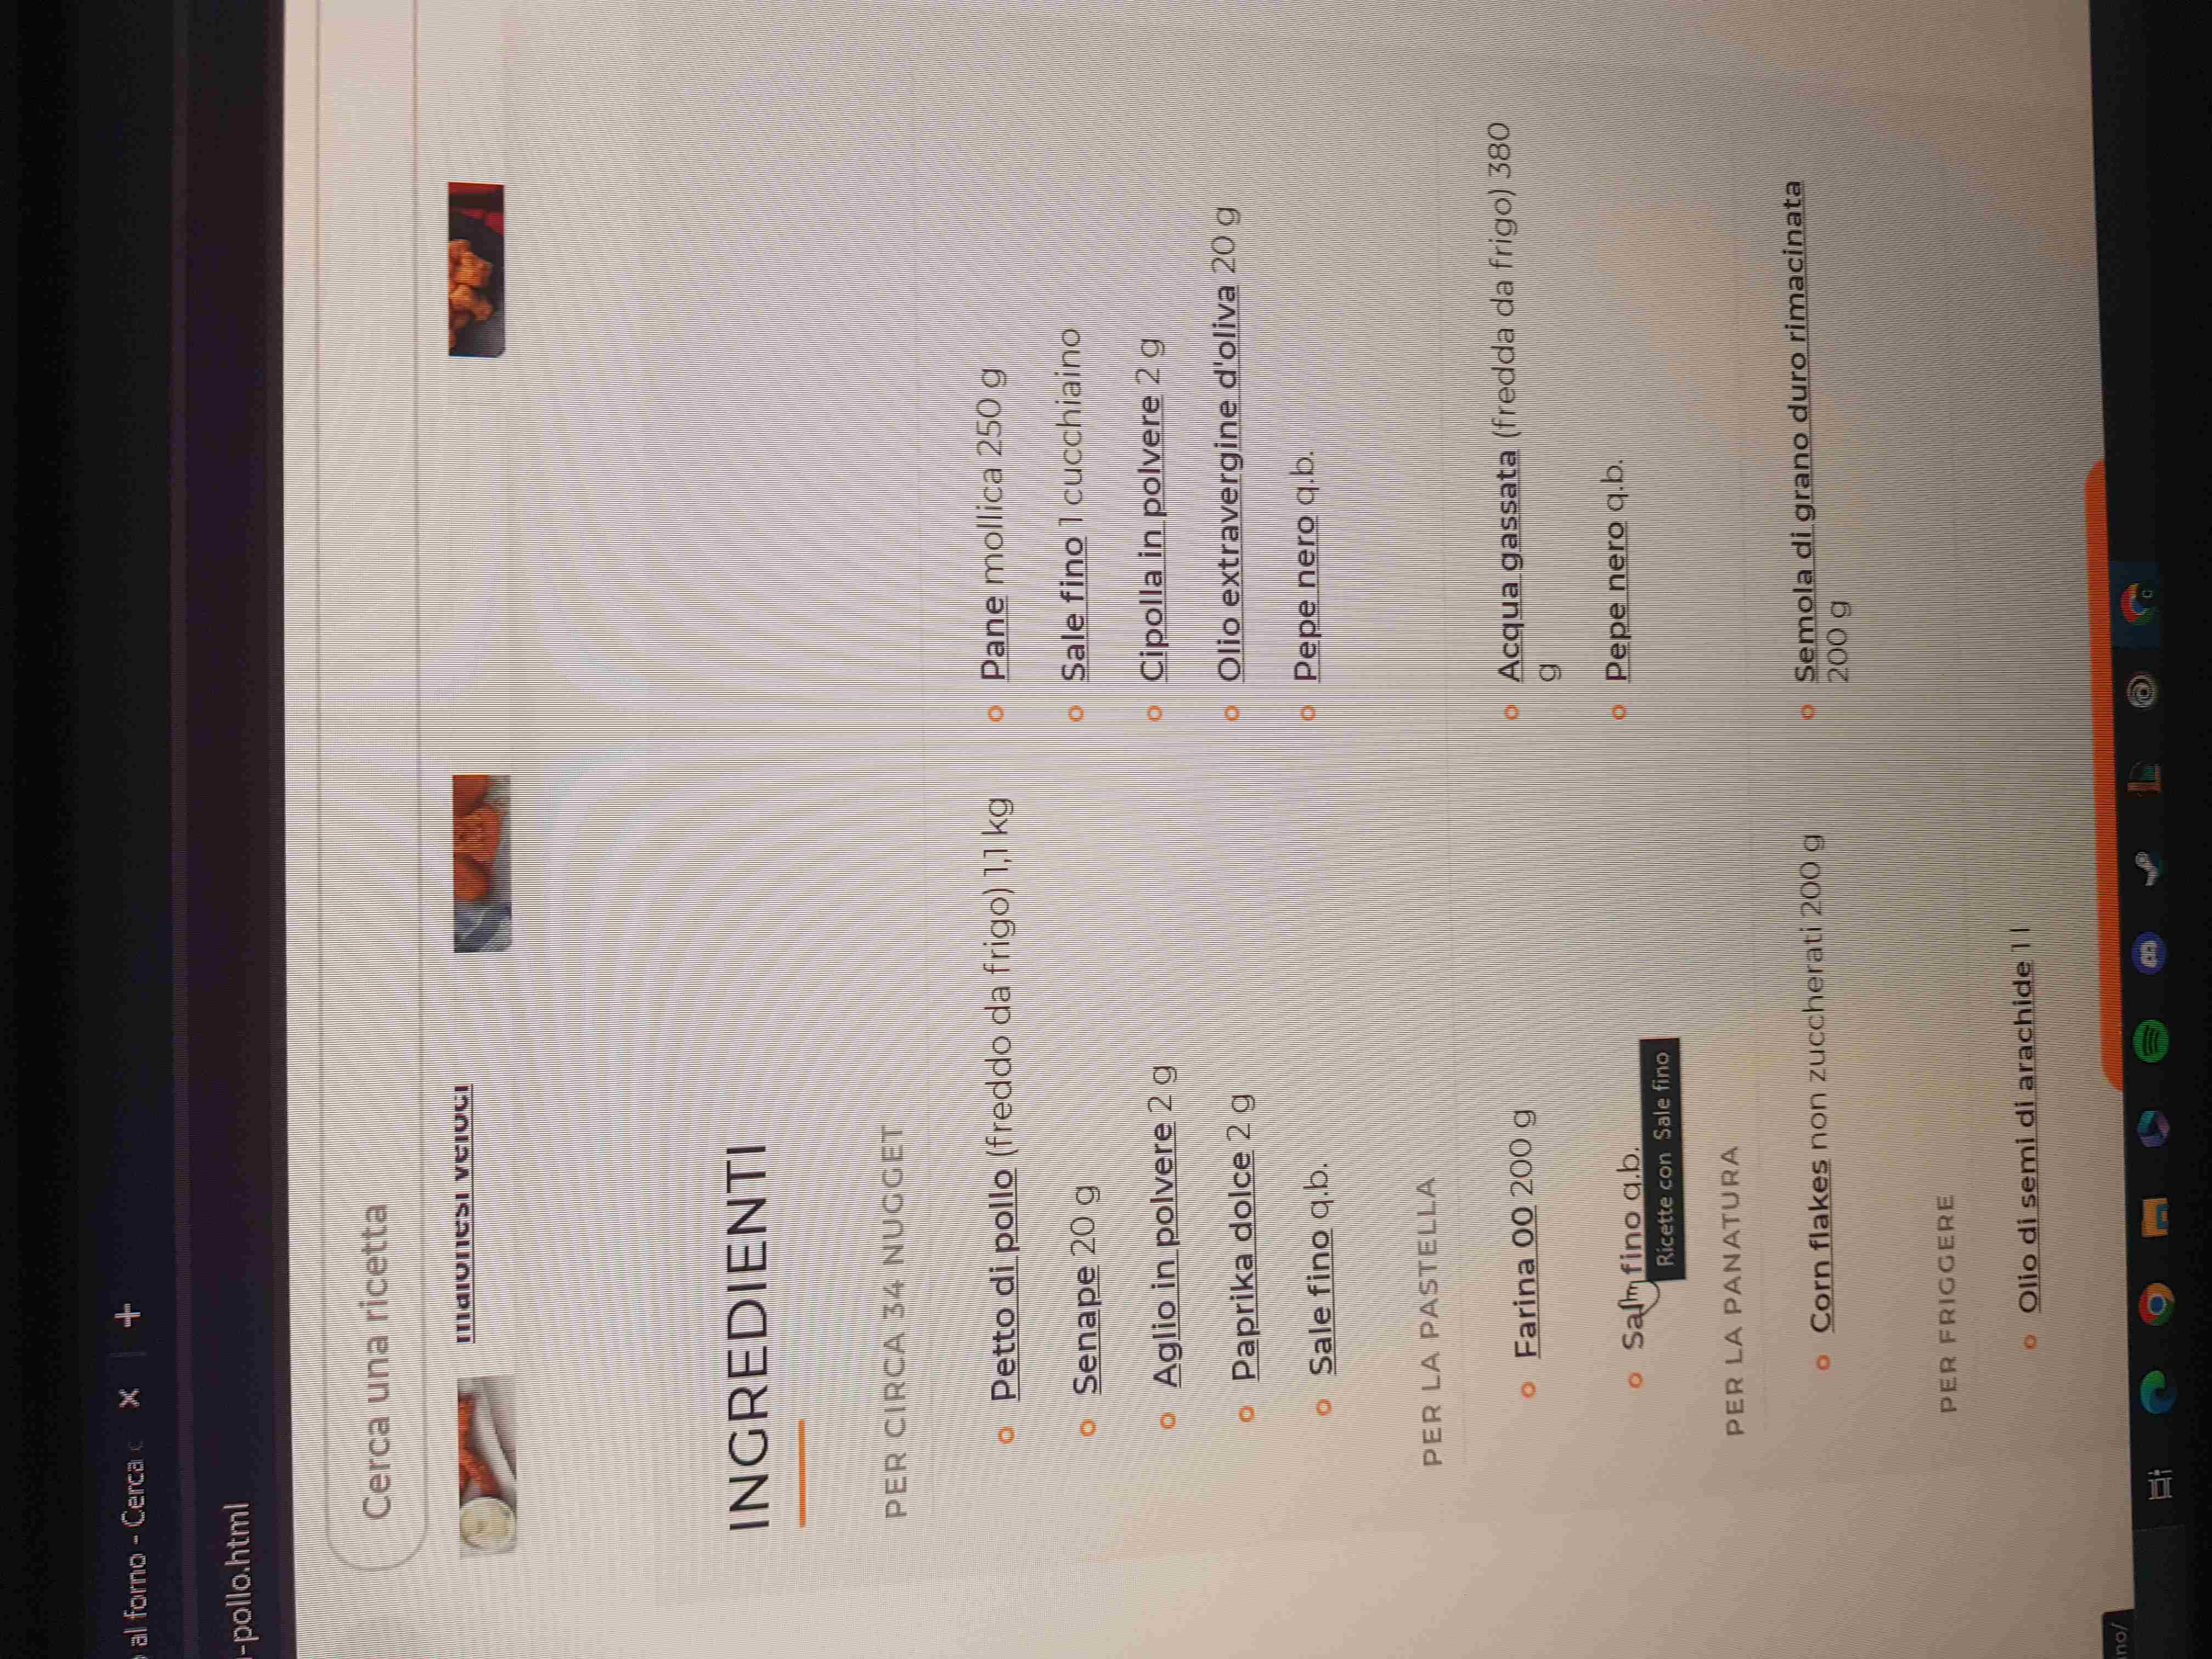 al forno - Cerca c × | +
-pollo.html
Cerca una ricetta
maionesi veloci
INGREDIENTI
PER CIRCA 34 NUGGET
Petto di pollo (freddo da frigo) 1,1 kg
Pane mollica 250 g
Senape 20 g
Sale fino 1 cucchiaino
Aglio in polvere 2 g
Cipolla in polvere 2 g
Paprika dolce 2 g
Olio extravergine d'oliva 20 g
Sale fino q.b.
Pepe nero q.b.
PER LA PASTELLA
Farina 00 200 g
Acqua gassata (fredda da frigo) 380
g
Sale fino q.b.
Pepe nero q.b.
Ricette con Sale fino
PER LA PANATURA
Corn flakes non zuccherati 200 g
Semola di grano duro rimacinata
200 g
PER FRIGGERE
Olio di semi di arachide 1 l